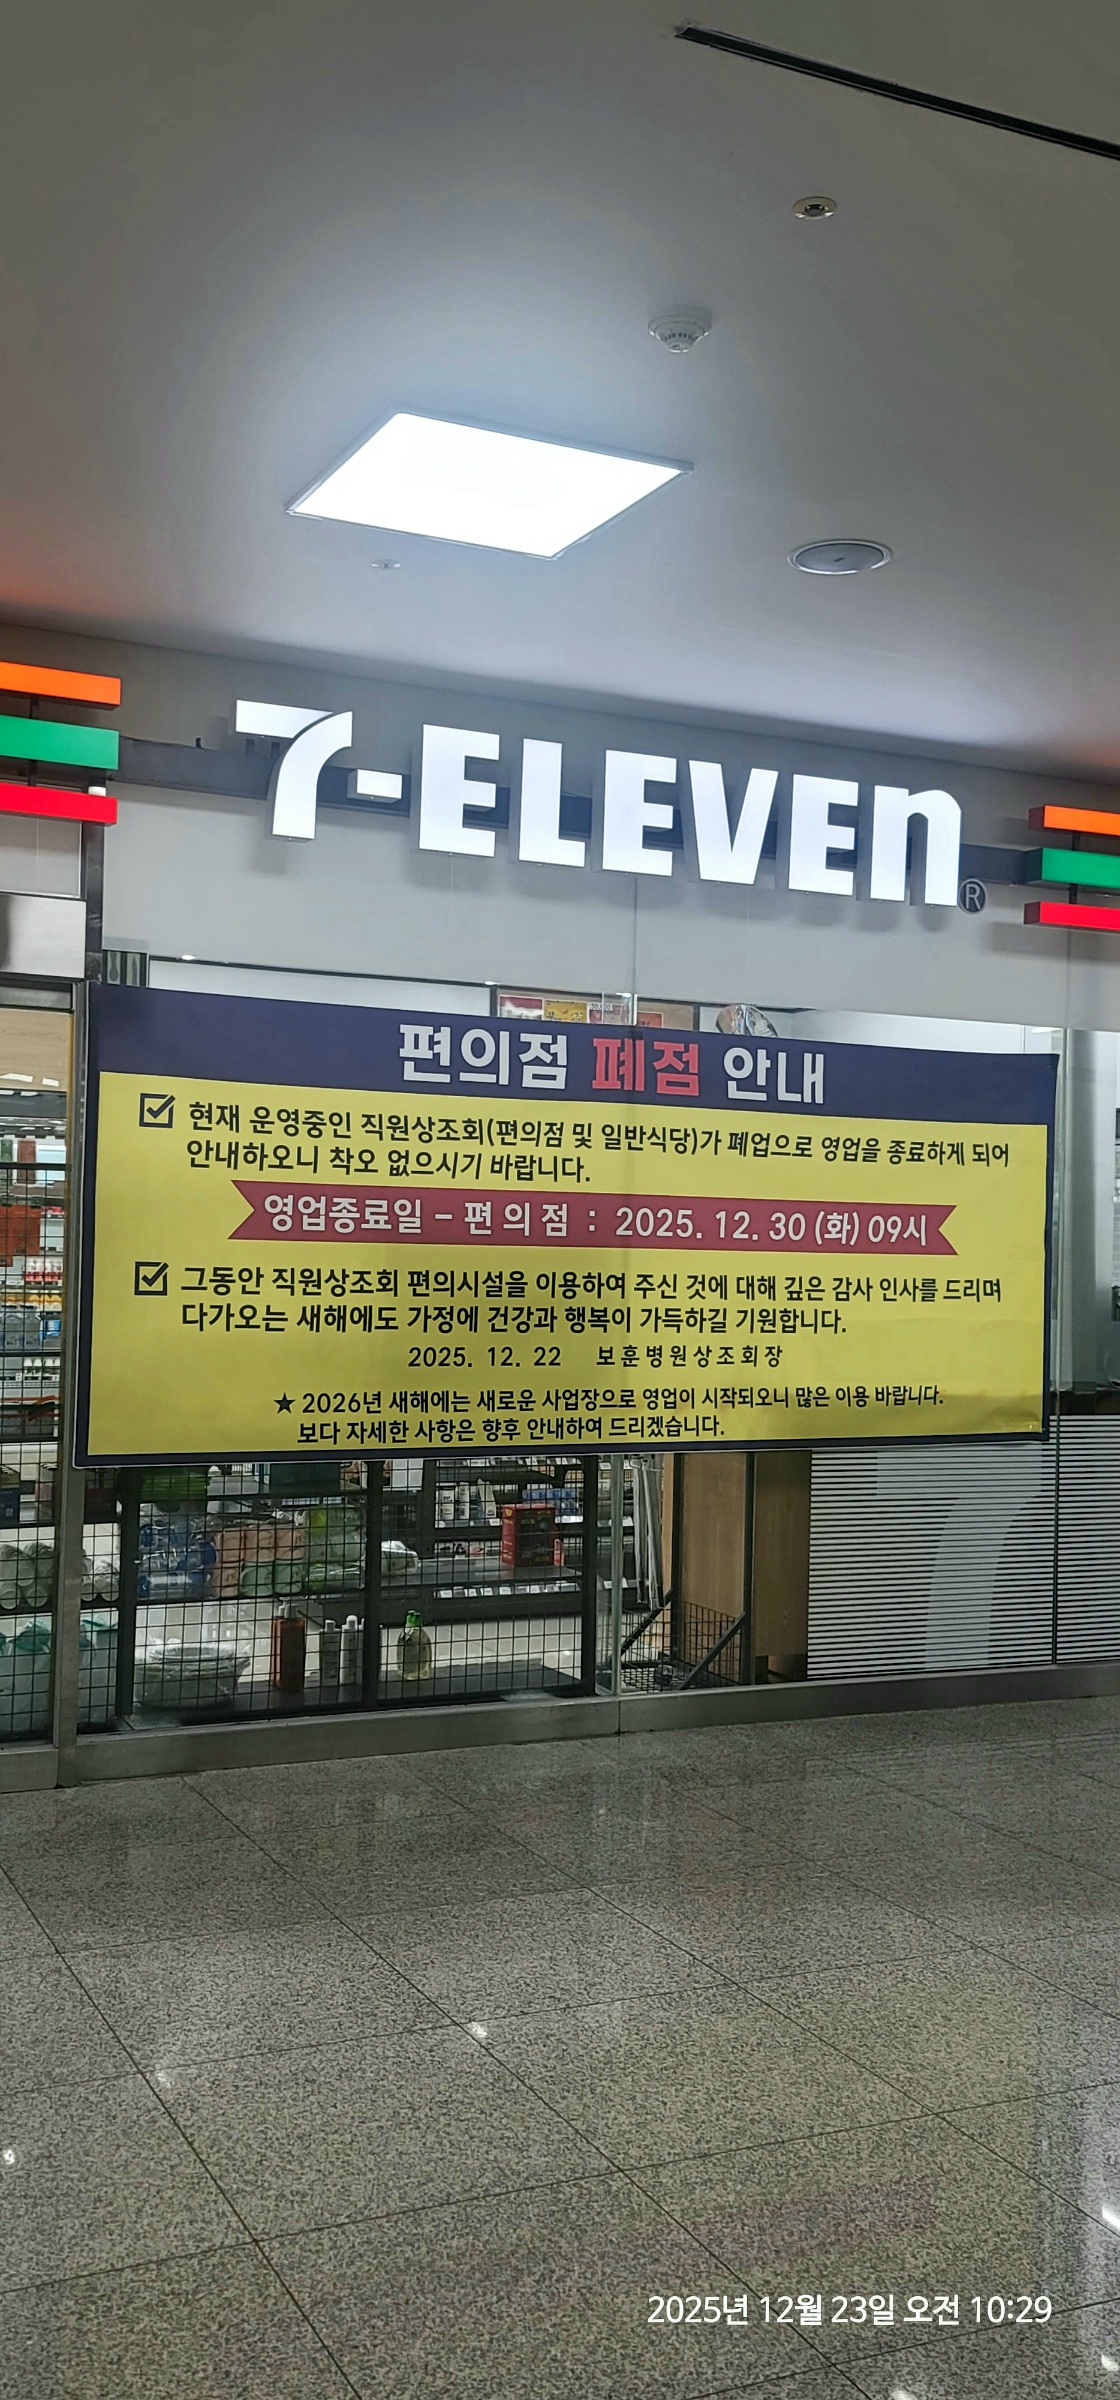 7-ELEVEn
®
편의점 폐점 안내
☑ 현재 운영중인 직원상조회(편의점 및 일반식당)가 폐업으로 영업을 종료하게 되어
안내하오니 착오 없으시기 바랍니다.
영업종료일 - 편 의 점 : 2025. 12. 30 (화) 09시
☑ 그동안 직원상조회 편의시설을 이용하여 주신 것에 대해 깊은 감사 인사를 드리며
다가오는 새해에도 가정에 건강과 행복이 가득하길 기원합니다.
2025. 12. 22 보훈병원상조회장
★ 2026년 새해에는 새로운 사업장으로 영업이 시작되오니 많은 이용 바랍니다.
보다 자세한 사항은 향후 안내하여 드리겠습니다.
2025년 12월 23일 오전 10:29